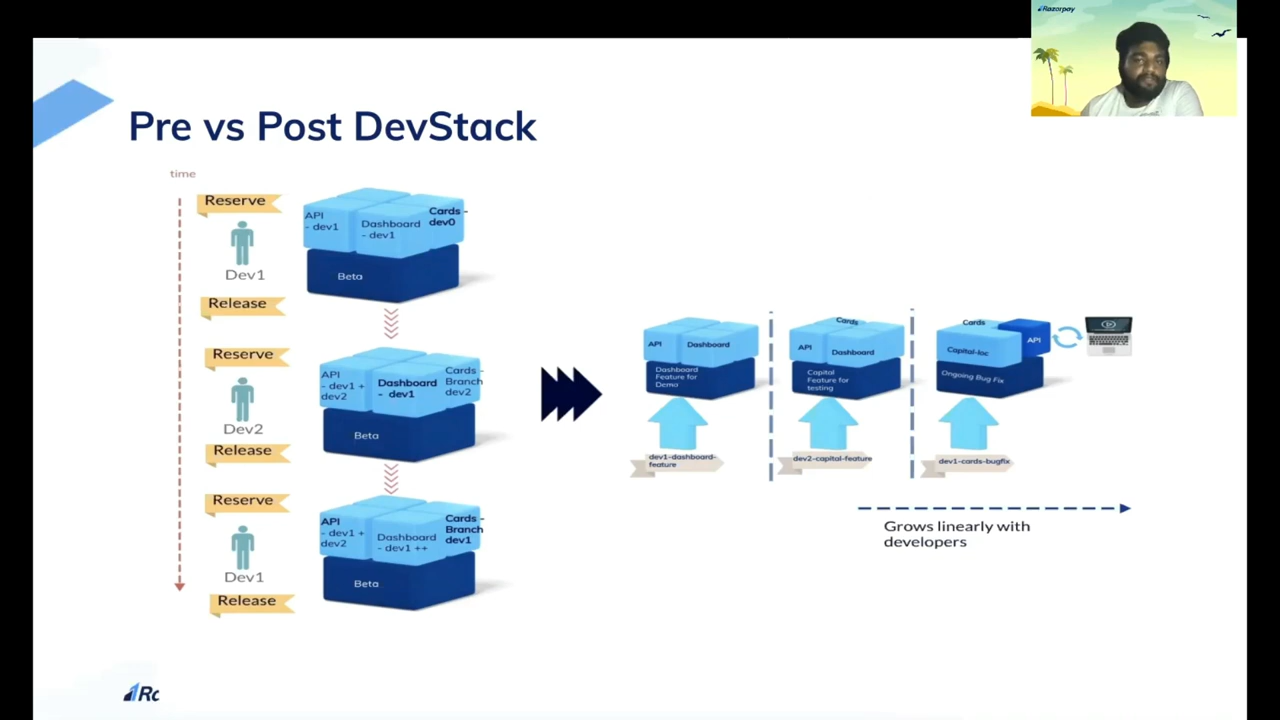 Razorpay
Pre vs Post DevStack
time
Reserve
API
- dev1
Dashboard
- dev1
Cards -
dev0
Dev1
Beta
Release
Reserve
API
- dev1 +
dev2
Dashboard
- dev1
Cards -
Branch
dev2
Dev2
Beta
Release
Reserve
API
- dev1 +
dev2
Dashboard
- dev1 ++
Cards -
Branch
dev1
Dev1
Beta
Release
API
Dashboard
Dashboard
Feature for
Demo
dev1-dashboard-
feature
Cards
API
Dashboard
Capital
Feature for
testing
dev2-capital-feature
Cards
API
Capital-loc
Ongoing Bug Fix
dev1-cards-bugfix
Grows linearly with
developers
Ra